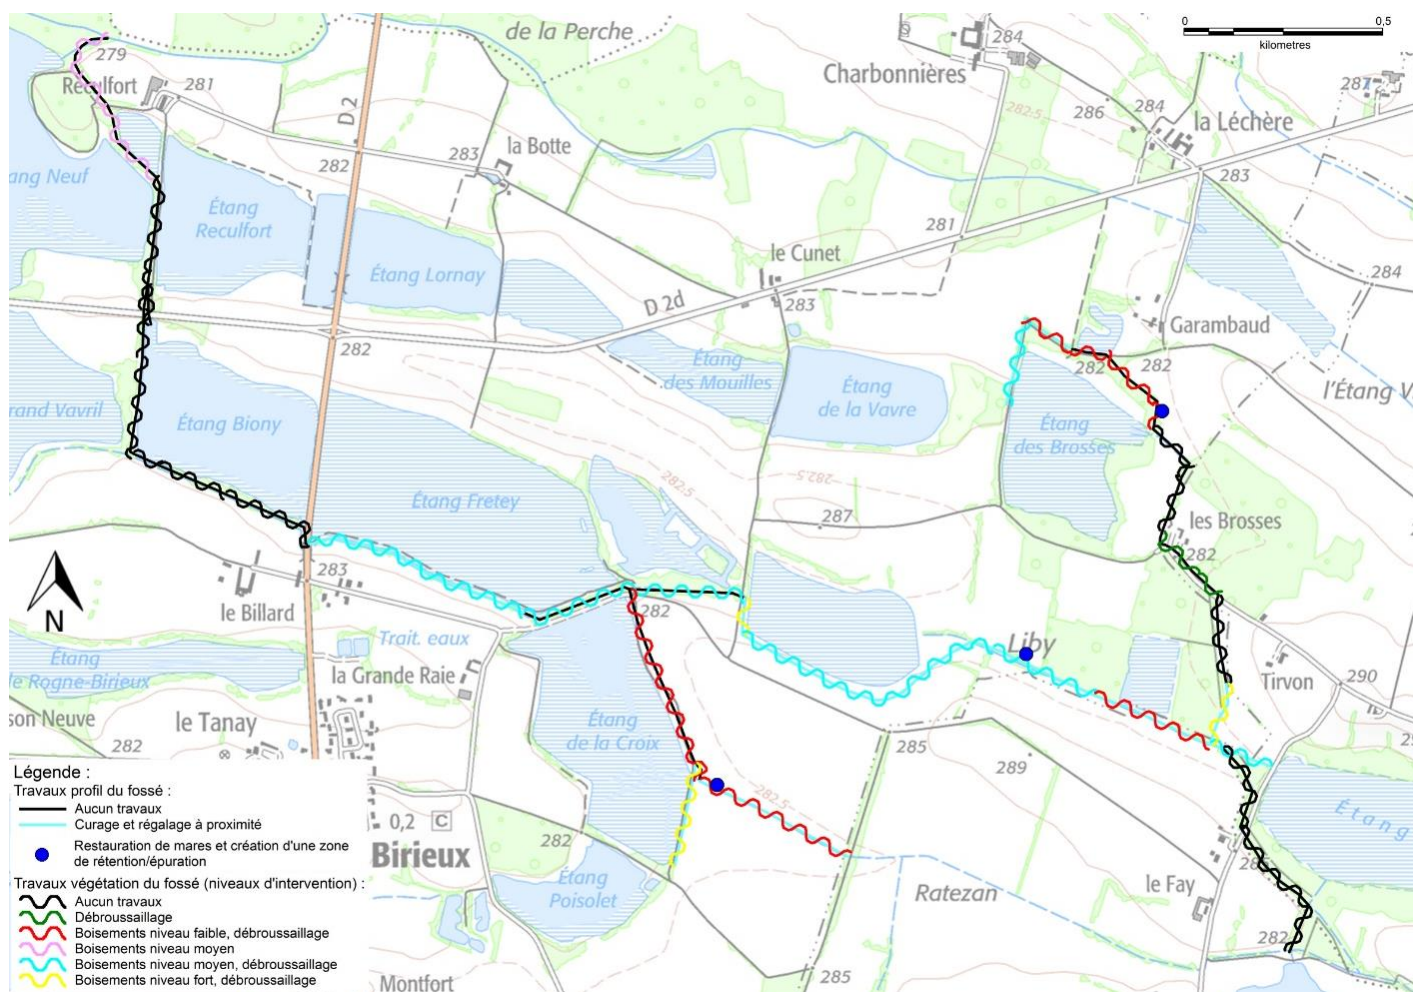 de la Perche
0 0,5
kilometres
284
Charbonnières
279
Reculfort
281
D 2
286
284
287
la Léchère
la Botte
282:5
282
283
283
ang Neuf
Étang
Reculfort
281
284
Étang Lornay
le Cunet
283
D 2d
Garambaud
282
282
282
Étang
des Mouilles
Étang
de la Vavre
l'Étang V
rand Vavril
Étang Biony
Étang
des Brosses
282.5
282.5
Étang Fretey
287
les Brosses
282
283
le Billard
282
N
Trait. eaux
Liby
Étang
de Rogne-Birieux
la Grande Raie
Tirvon
290
son Neuve
le Tanay
282
Étang
de la Croix
285
289
282.5
Étang
Légende :
Travaux profil du fossé :
Aucun travaux
Curage et régalage à proximité
Restauration de mares et création d'une zone
de rétention/épuration
Travaux végétation du fossé (niveaux d'intervention) :
Aucun travaux
Débroussaillage
Boisements niveau faible, débroussaillage
Boisements niveau moyen
Boisements niveau moyen, débroussaillage
Boisements niveau fort, débroussaillage
0,2 C
Birieux
282
Étang
Poisolet
Ratezan
le Fay
282
285
Montfort